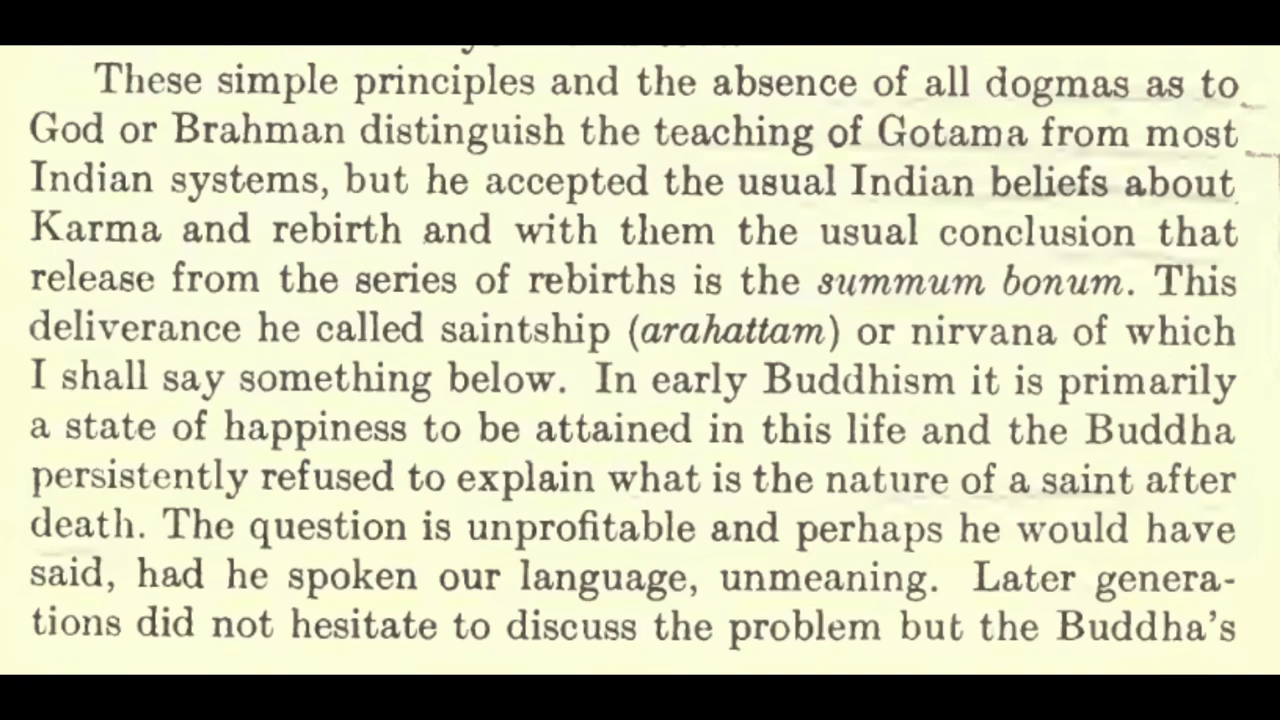 These simple principles and the absence of all dogmas as to
God or Brahman distinguish the teaching of Gotama from most
Indian systems, but he accepted the usual Indian beliefs about
Karma and rebirth and with them the usual conclusion that
release from the series of rebirths is the summum bonum. This
deliverance he called saintship (arahattam) or nirvana of which
I shall say something below. In early Buddhism it is primarily
a state of happiness to be attained in this life and the Buddha
persistently refused to explain what is the nature of a saint after
death. The question is unprofitable and perhaps he would have
said, had he spoken our language, unmeaning. Later genera-
tions did not hesitate to discuss the problem but the Buddha's